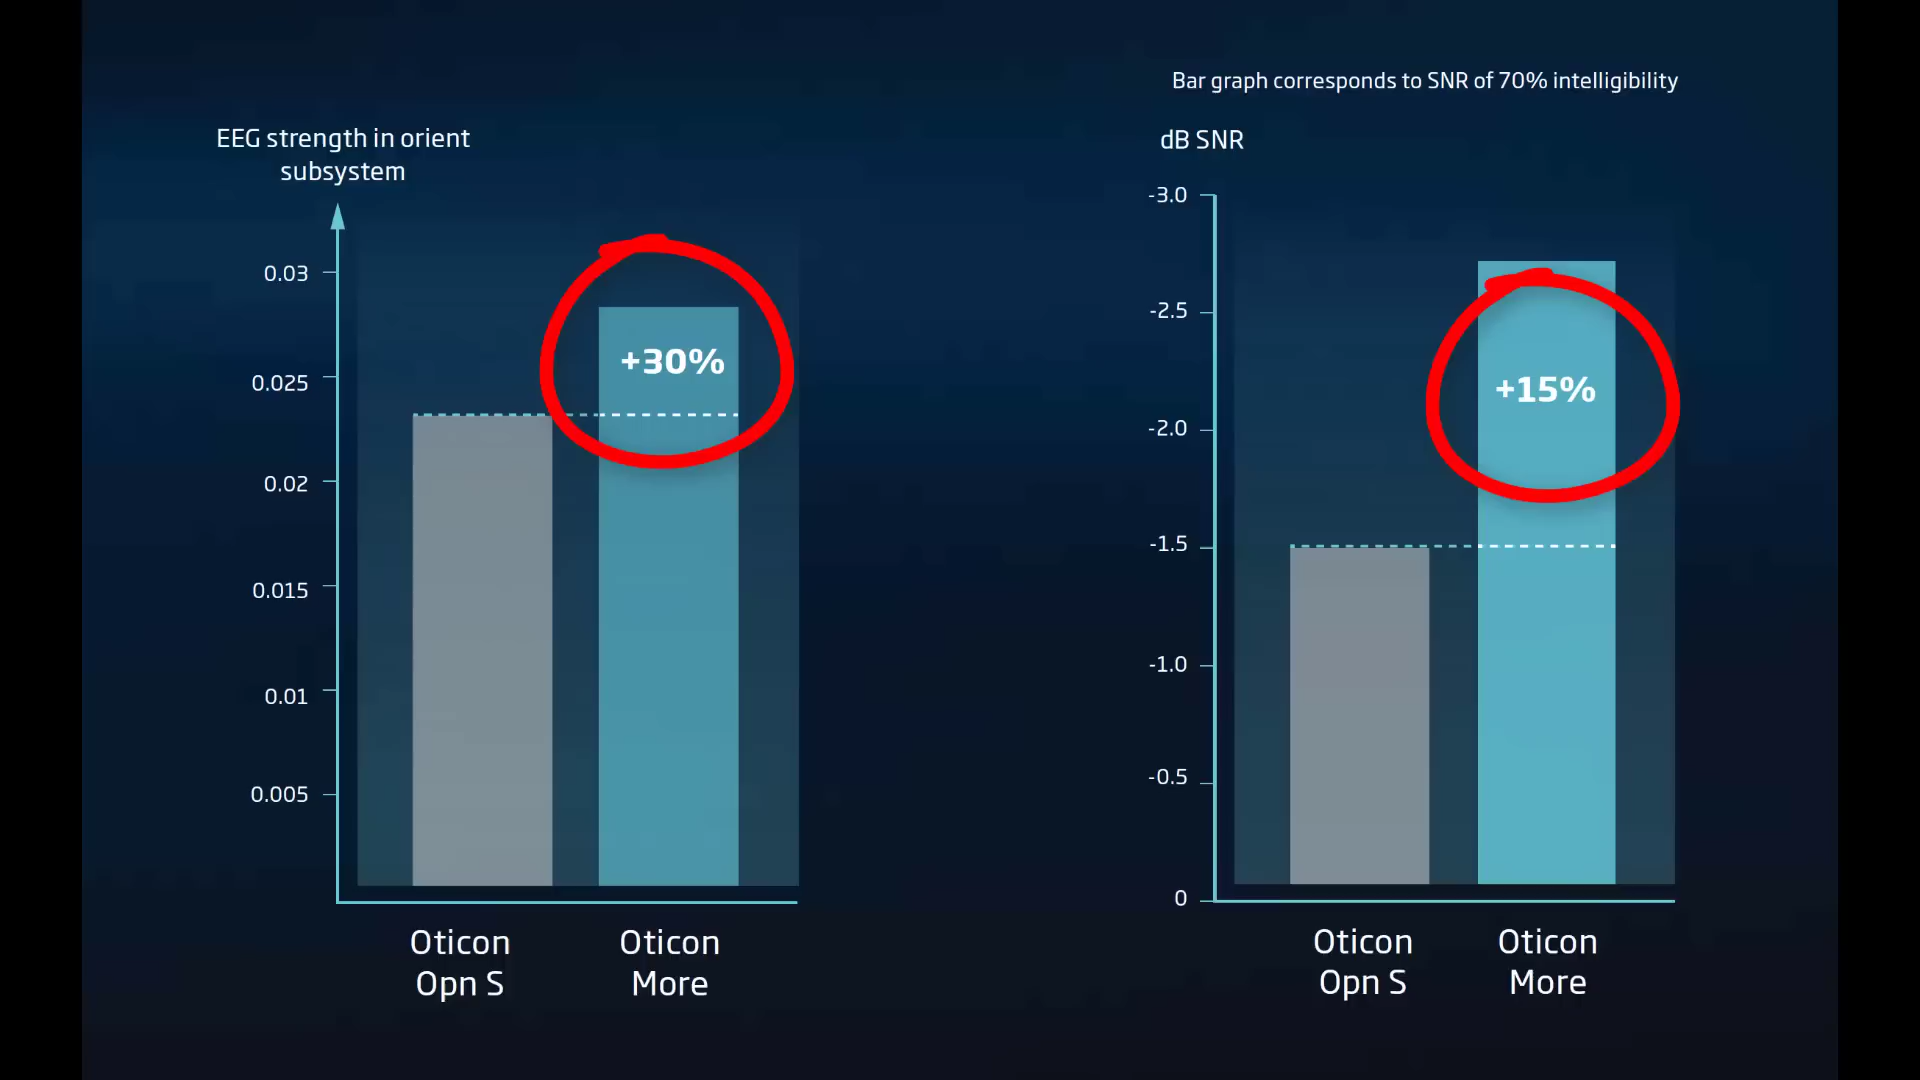 Bar graph corresponds to SNR of 70% intelligibility
EEG strength in orient
subsystem
0.03
0.025
0.02
0.015
0.01
0.005
+30%
Oticon
Opn S
Oticon
More
dB SNR
-3.0
-2.5
-2.0
-1.5
-1.0
-0.5
0
+15%
Oticon
Opn S
Oticon
More